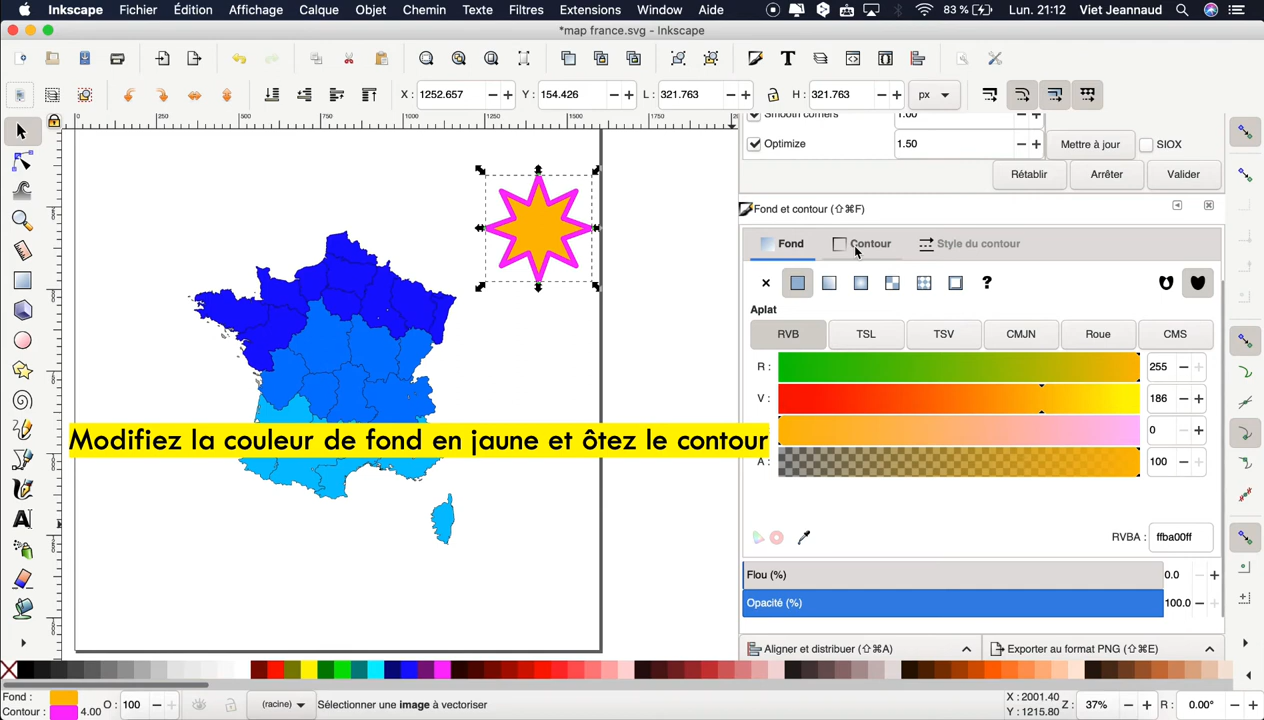 Inkscape Fichier Édition Affichage Calque Objet Chemin Texte Filtres Extensions Window Aide 83 % Lun. 21:12 Viet Jeannaud
*map france.svg - Inkscape
X : 1252.657 Y : 154.426 L : 321.763 H : 321.763 px
Smooth corners 1.00
Optimize 1.50 Mettre à jour SIOX
Rétablir Arrêter Valider
Fond et contour (⇧⌘F)
Fond Contour Style du contour
Aplat
RVB TSL TSV CMJN Roue CMS
R : 255
V : 186
0
A : 100
Modifiez la couleur de fond en jaune et ôtez le contour
RVBA : ffba00ff
Flou (%) 0.0
Opacité (%) 100.0
Aligner et distribuer (⇧⌘A) Exporter au format PNG (⇧⌘E)
Fond :
Contour : 4.00 O : 100 (racine) Sélectionner une image à vectoriser X : 2001.40 Y : 1215.80 Z : 37% R : 0.00°